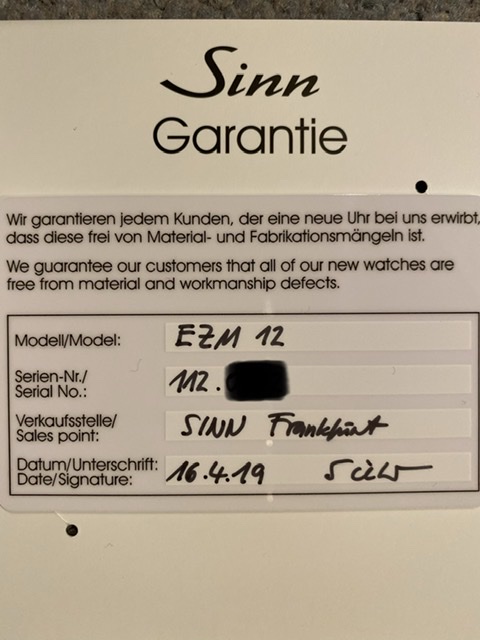 Sinn
Garantie
Wir garantieren jedem Kunden, der eine neue Uhr bei uns erwirbt,
dass diese frei von Material- und Fabrikationsmängeln ist.
We guarantee our customers that all of our new watches are
free from material and workmanship defects.
Modell/Model: EZM 12
Serien-Nr./
Serial No.: 112.
Verkaufsstelle/
Sales point: SINN Frankfurt
Datum/Unterschrift:
Date/Signature: 16.4.19